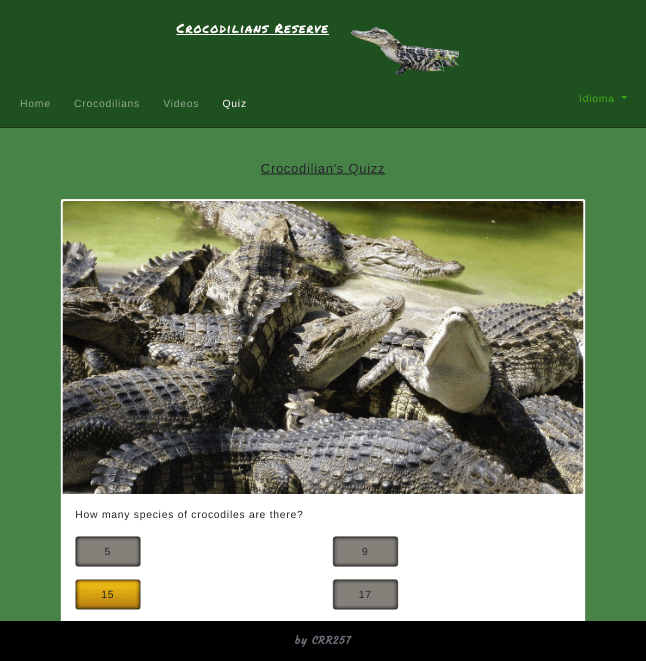 Crocodilians Reserve
Home Crocodilians Videos Quiz Idioma
Crocodilian's Quizz
How many species of crocodiles are there?
5 9
15 17
by CRR257